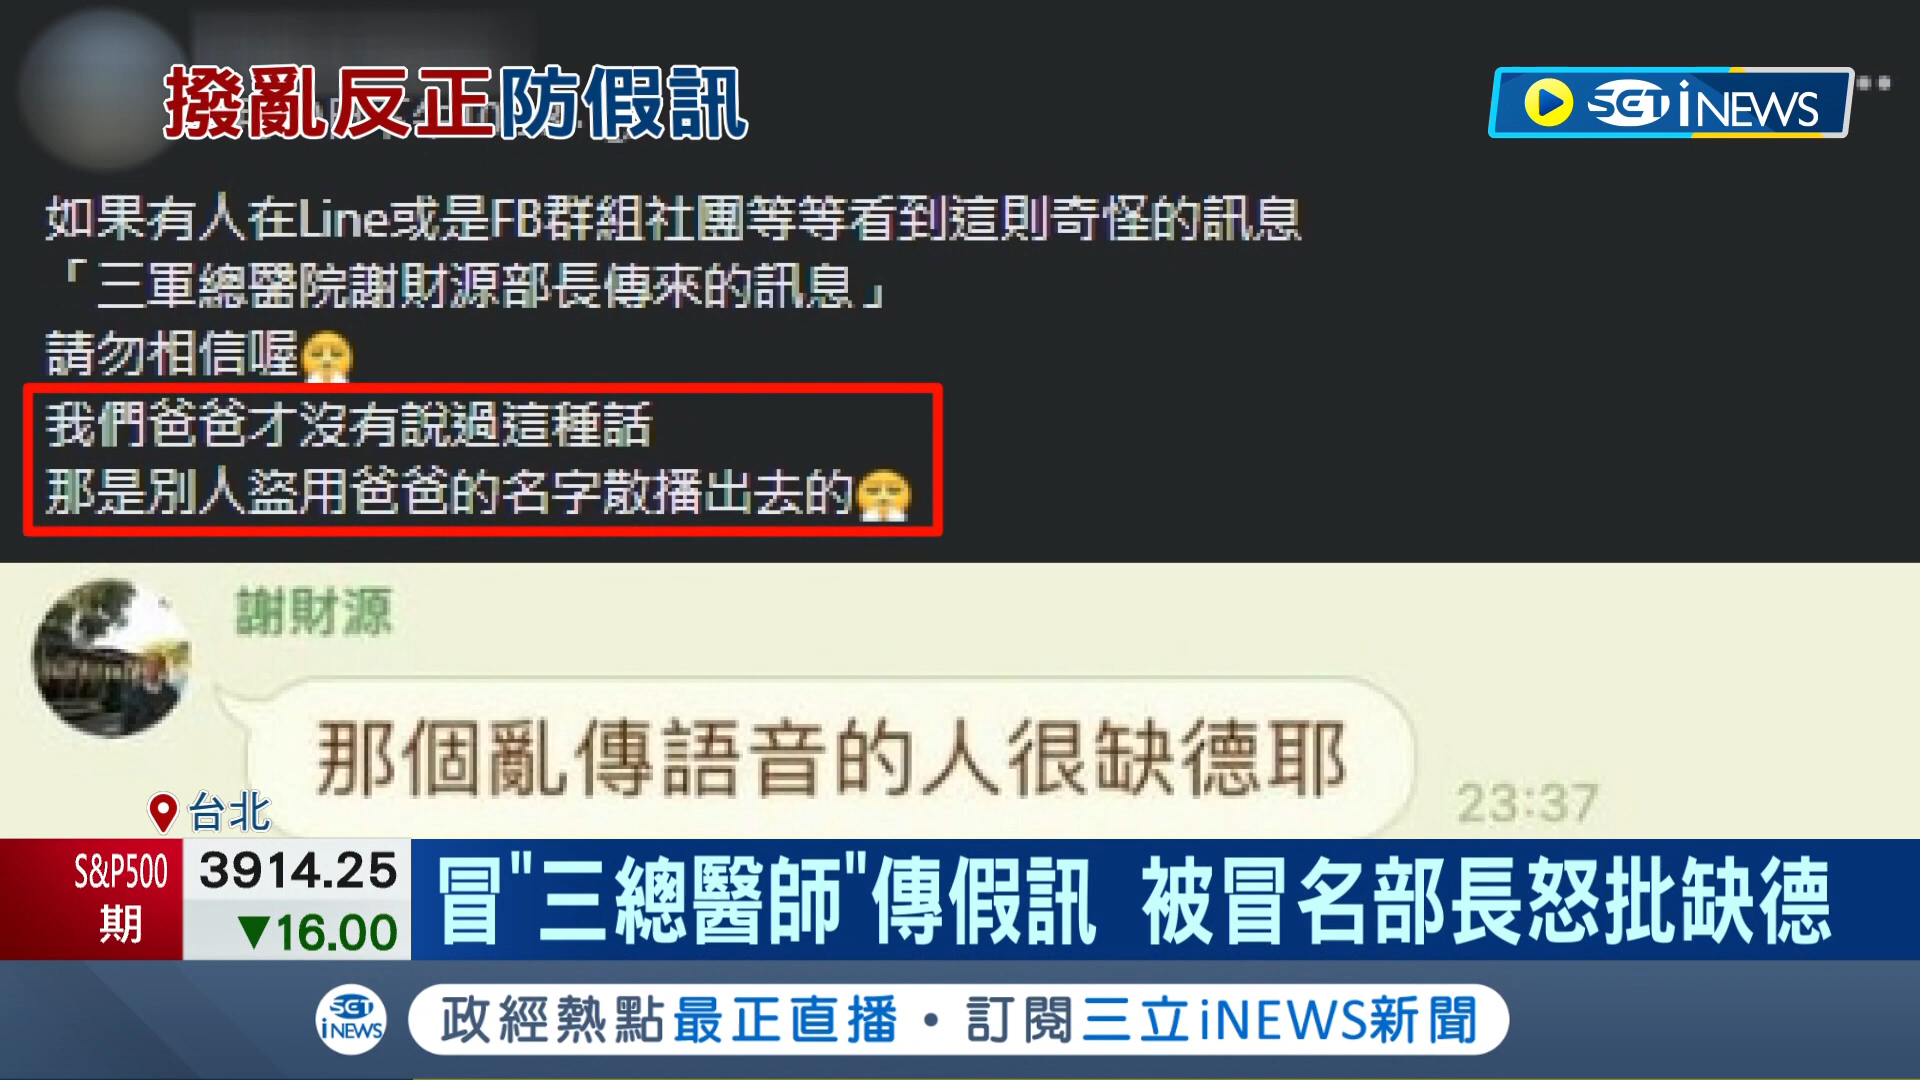 撥亂反正防假訊
SET iNEWS
如果有人在Line或是FB群組社團等等看到這則奇怪的訊息
「三軍總醫院謝財源部長傳來的訊息」
請勿相信喔
我們爸爸才沒有說過這種話
那是別人盜用爸爸的名字散播出去的
謝財源
那個亂傳語音的人很缺德耶
23:37
台北
S&P500
期
3914.25
▼16.00
冒"三總醫師"傳假訊 被冒名部長怒批缺德
SET
iNEWS
政經熱點最正直播・訂閱三立iNEWS新聞